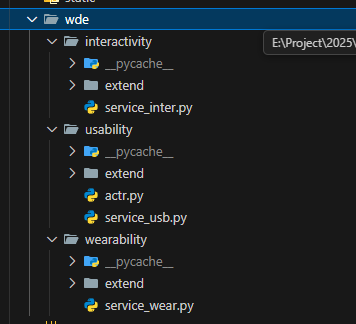 static
wde
E:\Project\2025\
interactivity
__pycache__
extend
service_inter.py
usability
__pycache__
extend
actr.py
service_usb.py
wearability
__pycache__
extend
service_wear.py